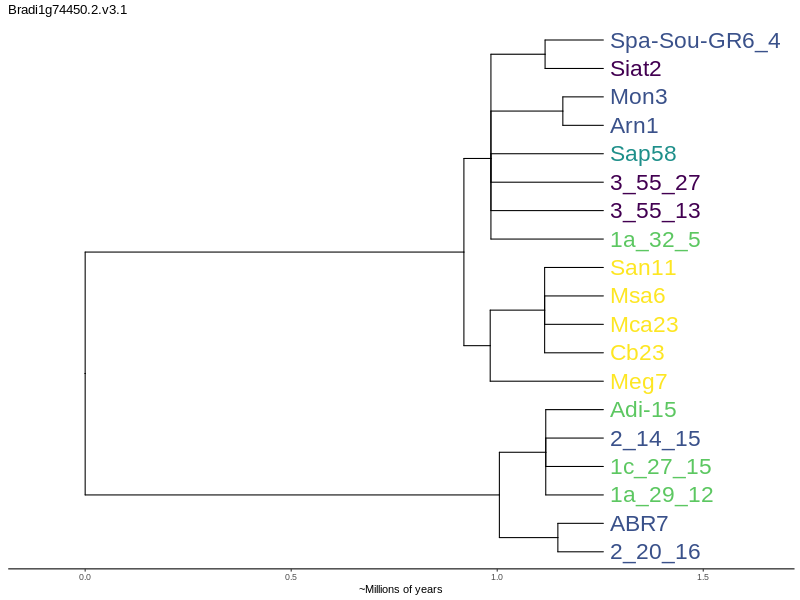 Bradi1g74450.2.v3.1
Spa-Sou-GR6_4
Siat2
Mon3
Arn1
Sap58
3_55_27
3_55_13
1a_32_5
San11
Msa6
Mca23
Cb23
Meg7
Adi-15
2_14_15
1c_27_15
1a_29_12
ABR7
2_20_16
0.0 0.5 1.0 1.5
~Millions of years